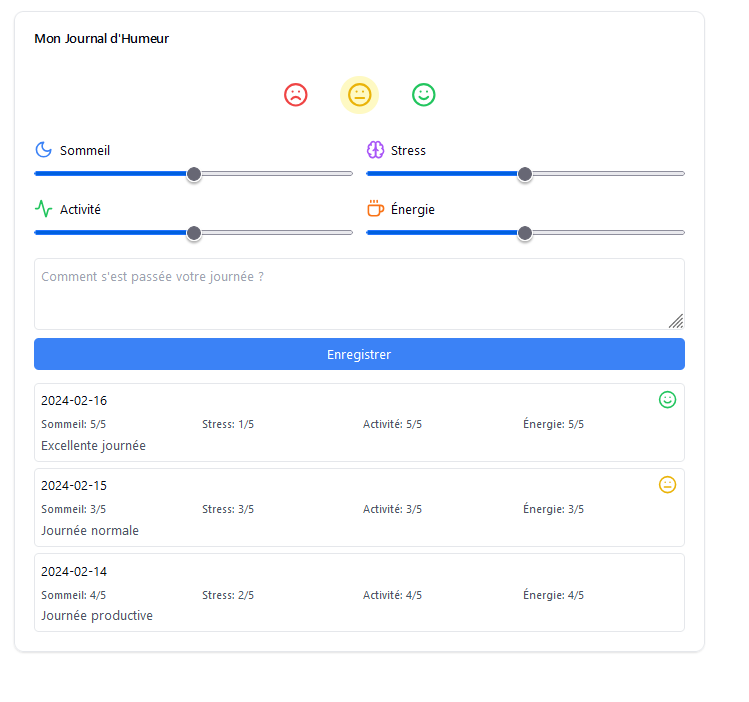 Mon Journal d'Humeur
Sommeil
Stress
Activité
Énergie
Comment s'est passée votre journée ?
Enregistrer
2024-02-16
Sommeil: 5/5 Stress: 1/5 Activité: 5/5 Énergie: 5/5
Excellente journée
2024-02-15
Sommeil: 3/5 Stress: 3/5 Activité: 3/5 Énergie: 3/5
Journée normale
2024-02-14
Sommeil: 4/5 Stress: 2/5 Activité: 4/5 Énergie: 4/5
Journée productive